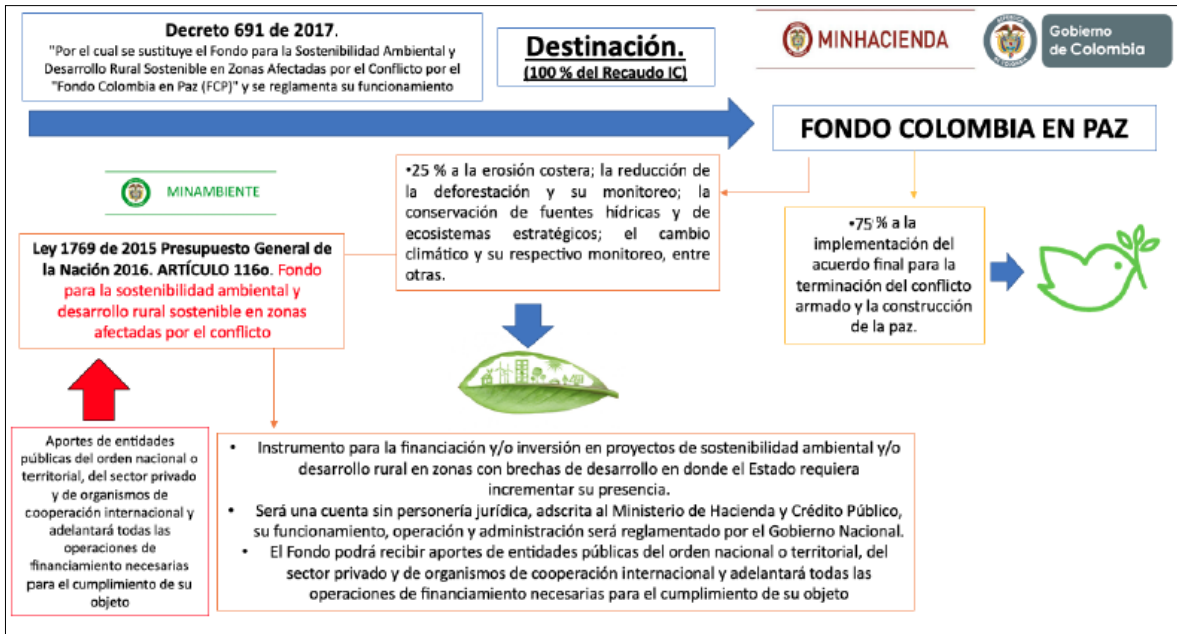 Decreto 691 de 2017.
"Por el cual se sustituye el Fondo para la Sostenibilidad Ambiental y
Desarrollo Rural Sostenible en Zonas Afectadas por el Conflicto por el
"Fondo Colombia en Paz (FCP)" y se reglamenta su funcionamiento
Destinación.
(100 % del Recaudo IC)
MINHACIENDA
Gobierno
de Colombia
FONDO COLOMBIA EN PAZ
MINAMBIENTE
•25 % a la erosión costera; la reducción de
la deforestación y su monitoreo; la
conservación de fuentes hídricas y de
ecosistemas estratégicos; el cambio
climático y su respectivo monitoreo, entre
otras.
•75 % a la
implementación del
acuerdo final para la
terminación del conflicto
armado y la construcción
de la paz.
Ley 1769 de 2015 Presupuesto General de
la Nación 2016. ARTÍCULO 116o. Fondo
para la sostenibilidad ambiental y
desarrollo rural sostenible en zonas
afectadas por el conflicto
Aportes de entidades
públicas del orden nacional o
territorial, del sector privado
y de organismos de
cooperación internacional y
adelantará todas las
operaciones de
financiamiento necesarias
para el cumplimiento de su
objeto
• Instrumento para la financiación y/o inversión en proyectos de sostenibilidad ambiental y/o
desarrollo rural en zonas con brechas de desarrollo en donde el Estado requiera
incrementar su presencia.
• Será una cuenta sin personería jurídica, adscrita al Ministerio de Hacienda y Crédito Público,
su funcionamiento, operación y administración será reglamentado por el Gobierno Nacional.
• El Fondo podrá recibir aportes de entidades públicas del orden nacional o territorial, del
sector privado y de organismos de cooperación internacional y adelantará todas las
operaciones de financiamiento necesarias para el cumplimiento de su objeto